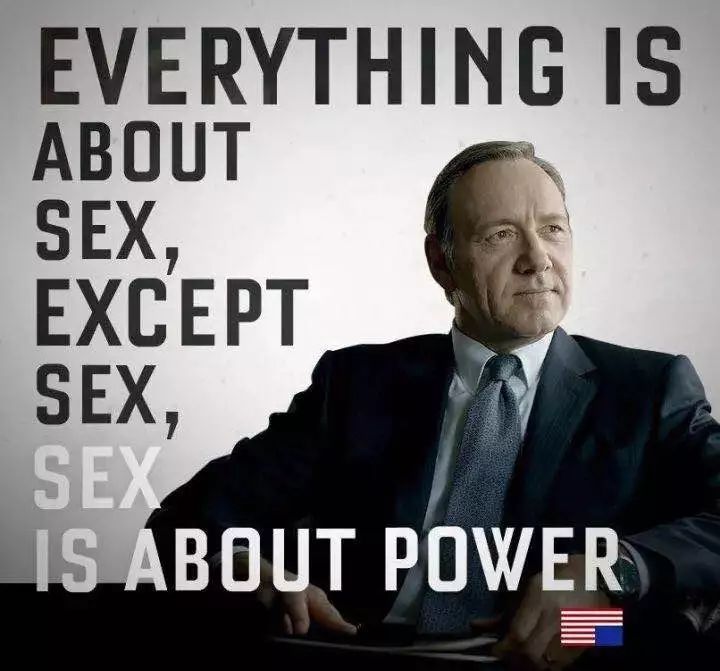 EVERYTHING IS
ABOUT
SEX,
EXCEPT
SEX,
SEX
IS ABOUT POWER